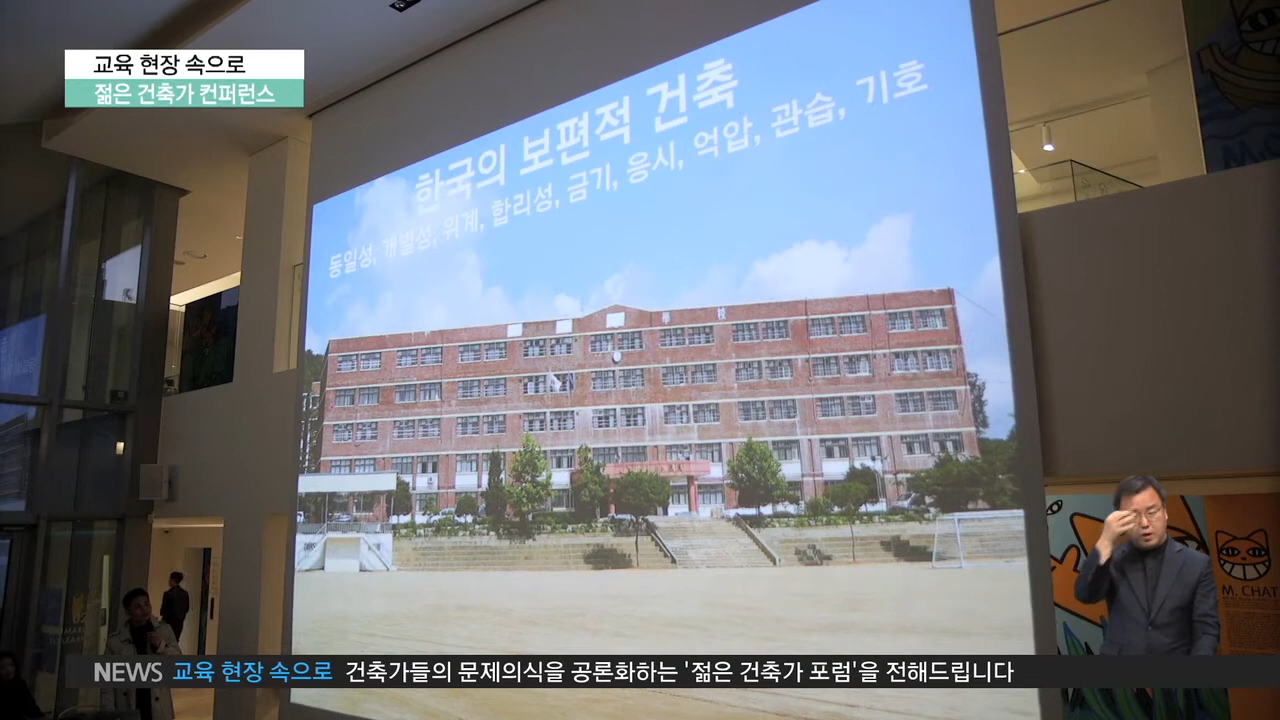 교육 현장 속으로
젊은 건축가 컨퍼런스
한국의 보편적 건축
동일성, 개별성, 위계, 합리성, 금기, 응시, 억압, 관습, 기호
M. CHAT
NEWS 교육 현장 속으로 건축가들의 문제의식을 공론화하는 '젊은 건축가 포럼'을 전해드립니다